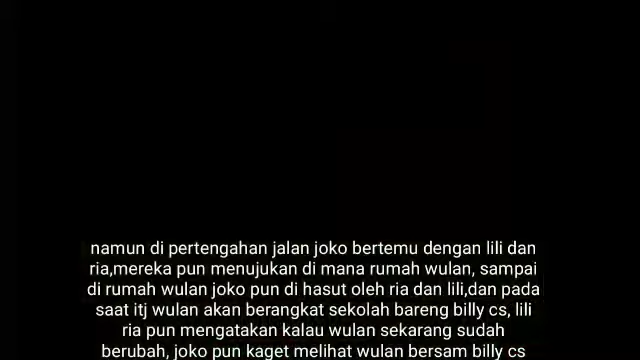 namun di pertengahan jalan joko bertemu dengan lili dan
ria,mereka pun menujukan di mana rumah wulan, sampai
di rumah wulan joko pun di hasut oleh ria dan lili,dan pada
saat itj wulan akan berangkat sekolah bareng billy cs, lili
ria pun mengatakan kalau wulan sekarang sudah
berubah, joko pun kaget melihat wulan bersam billy cs